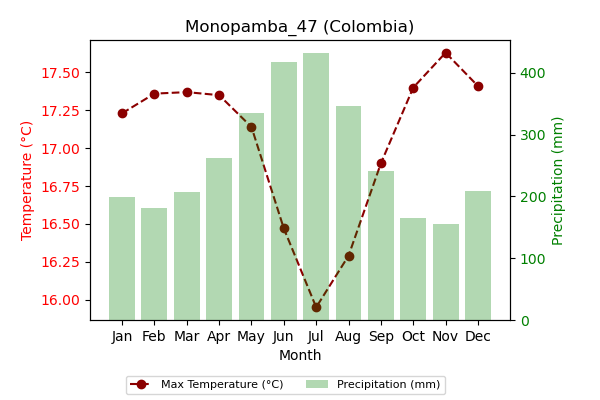 Monopamba_47 (Colombia)
Temperature (°C)
17.50
17.25
17.00
16.75
16.50
16.25
16.00
400
300
200
100
0
Precipitation (mm)
Jan Feb Mar Apr May Jun Jul Aug Sep Oct Nov Dec
Month
Max Temperature (°C) Precipitation (mm)